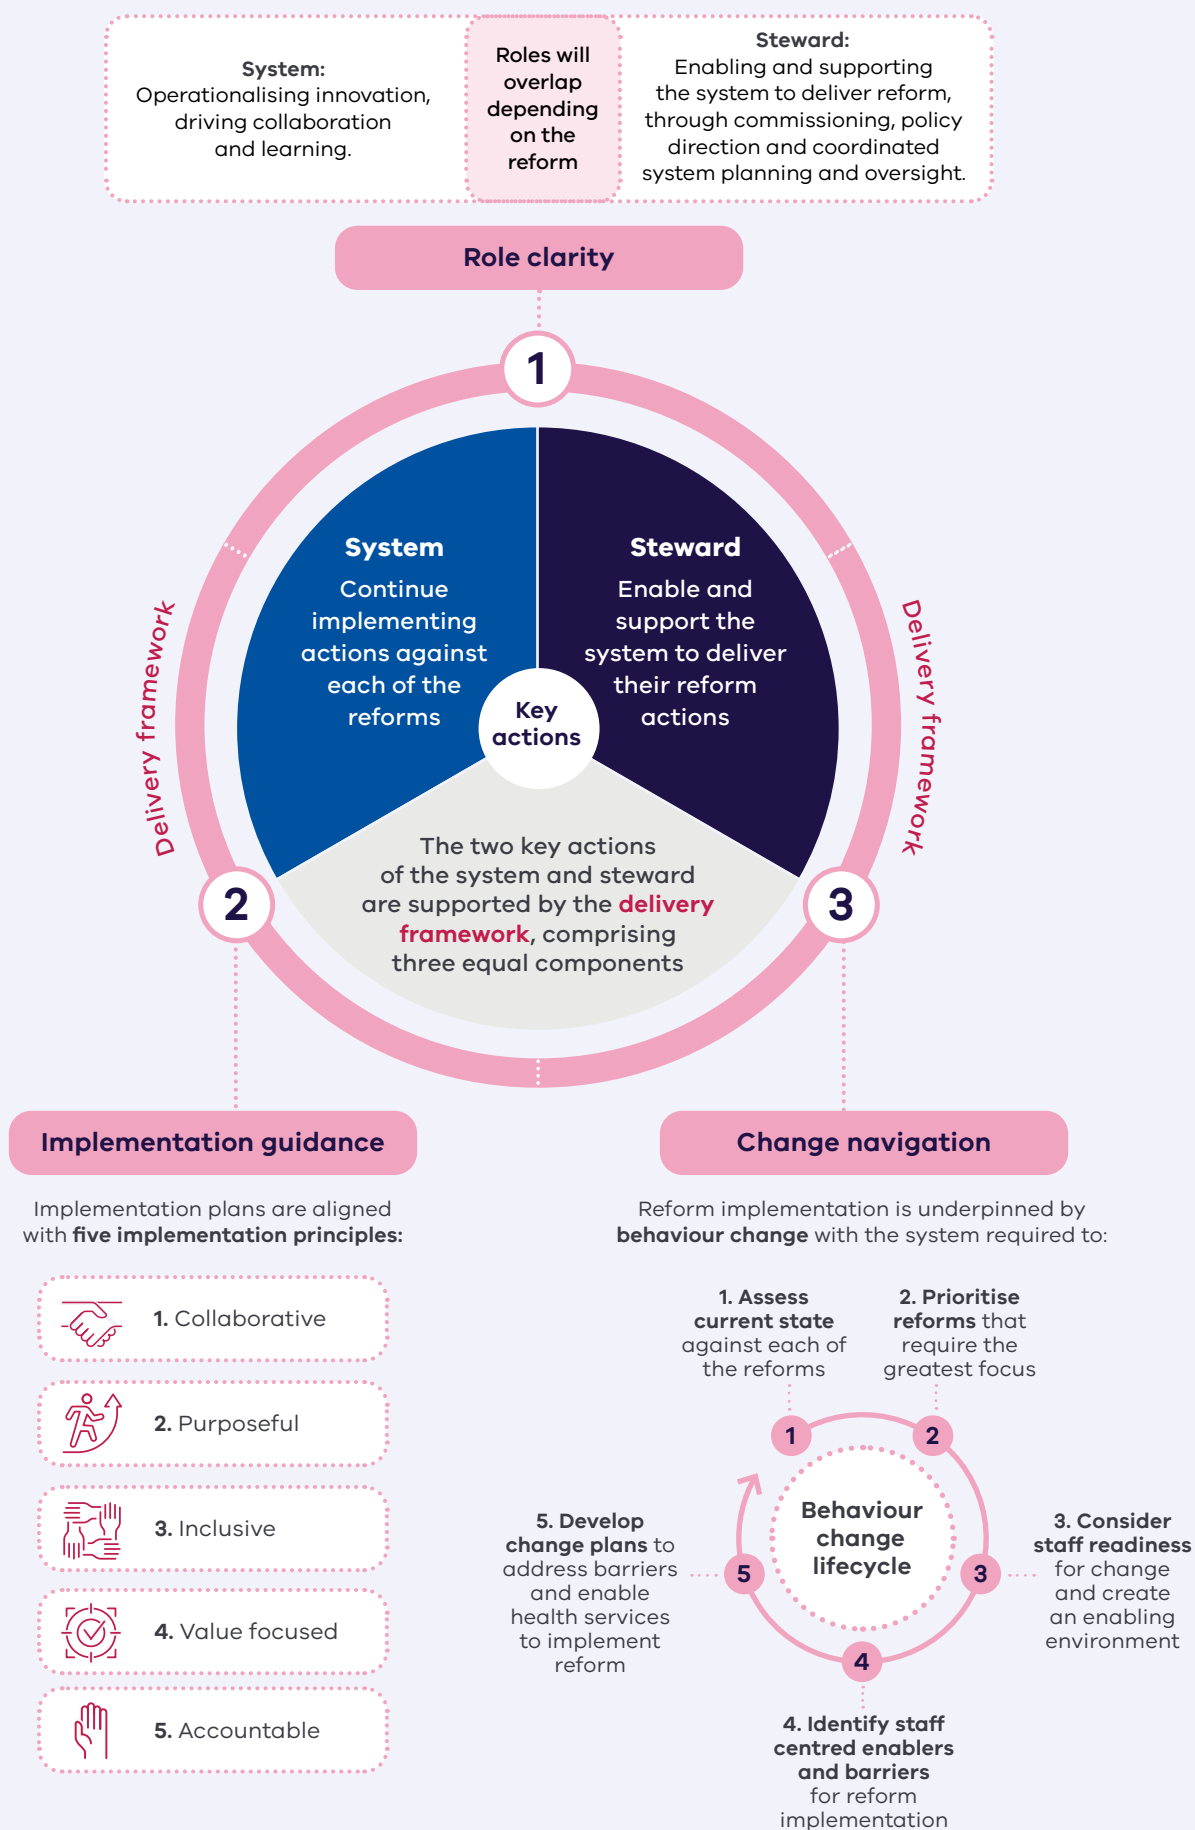 System:
Operationalising innovation,
driving collaboration
and learning.
Roles will
overlap
depending
on the
reform
Steward:
Enabling and supporting
the system to deliver reform,
through commissioning, policy
direction and coordinated
system planning and oversight.
Role clarity
1
System
Continue
implementing
actions against
each of the
reforms
Steward
Enable and
support the
system to deliver
their reform
actions
Key
actions
Delivery framework
Delivery framework
The two key actions
of the system and steward
are supported by the delivery
framework, comprising
three equal components
2
3
Implementation guidance
Implementation plans are aligned
with five implementation principles:
1. Collaborative
2. Purposeful
3. Inclusive
4. Value focused
5. Accountable
Change navigation
Reform implementation is underpinned by
behaviour change with the system required to:
1. Assess
current state
against each of
the reforms
2. Prioritise
reforms that
require the
greatest focus
1
2
Behaviour
change
lifecycle
3
4
5
3. Consider
staff readiness
for change
and create
an enabling
environment
4. Identify staff
centred enablers
and barriers
for reform
implementation
5. Develop
change plans to
address barriers
and enable
health services
to implement
reform